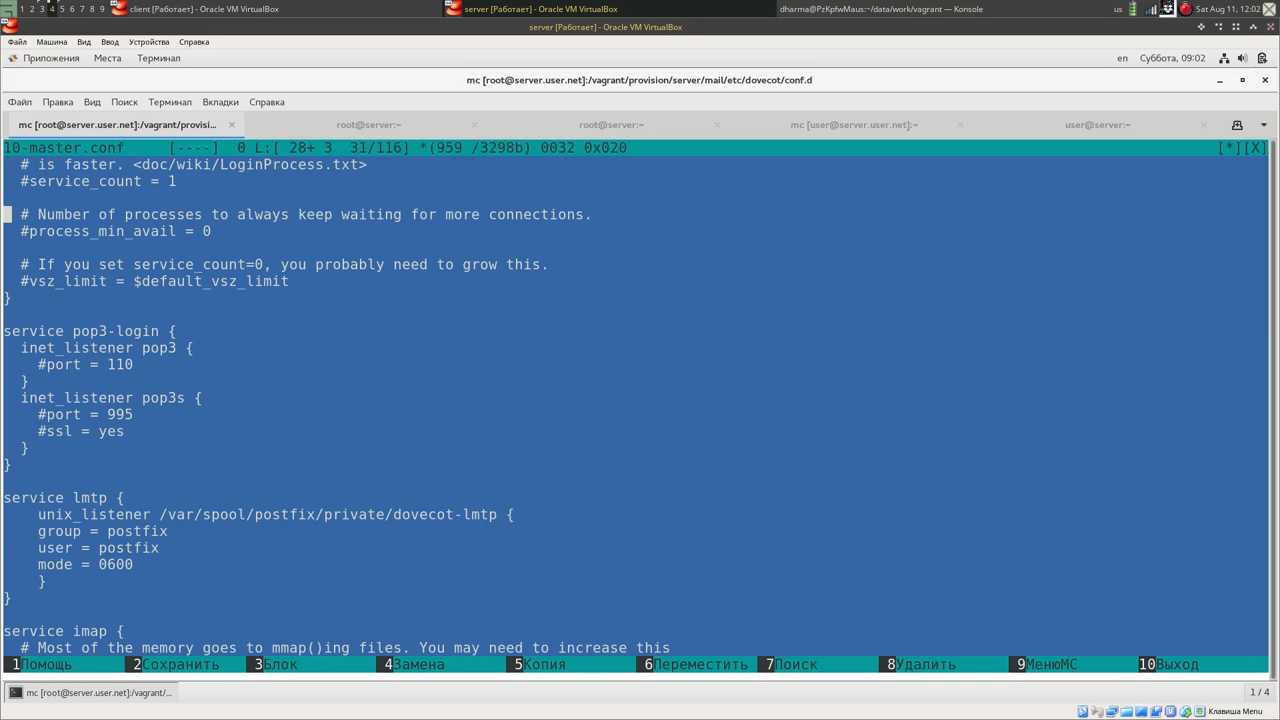 1 2 3 4 5 6 7 8 9 client [Работает] - Oracle VM VirtualBox server [Работает] - Oracle VM VirtualBox dharma@PzKpfwMaus:~/data/work/vagrant — Konsole us Sat Aug 11, 12:02
server [Работает] - Oracle VM VirtualBox
Файл Машина Вид Ввод Устройства Справка
Приложения Места Терминал en Суббота, 09:02
mc [root@server.user.net]:/vagrant/provision/server/mail/etc/dovecot/conf.d
Файл Правка Вид Поиск Терминал Вкладки Справка
mc [root@server.user.net]:/vagrant/provisi... root@server:~ root@server:~ mc [user@server.user.net]:~ user@server:~
10-master.conf [----] 0 L:[ 28+ 3 31/116] *(959 /3298b) 0032 0x020 [*][X]
# is faster. <doc/wiki/LoginProcess.txt>
#service_count = 1
# Number of processes to always keep waiting for more connections.
#process_min_avail = 0
# If you set service_count=0, you probably need to grow this.
#vsz_limit = $default_vsz_limit
}
service pop3-login {
inet_listener pop3 {
#port = 110
}
inet_listener pop3s {
#port = 995
#ssl = yes
}
}
service lmtp {
unix_listener /var/spool/postfix/private/dovecot-lmtp {
group = postfix
user = postfix
mode = 0600
}
}
service imap {
# Most of the memory goes to mmap()ing files. You may need to increase this
1Помощь 2Сохранить 3Блок 4Замена 5Копия 6Переместить 7Поиск 8Удалить 9МенюMC 10Выход
mc [root@server.user.net]:/vagrant/... 1 / 4
Клавиша Menu